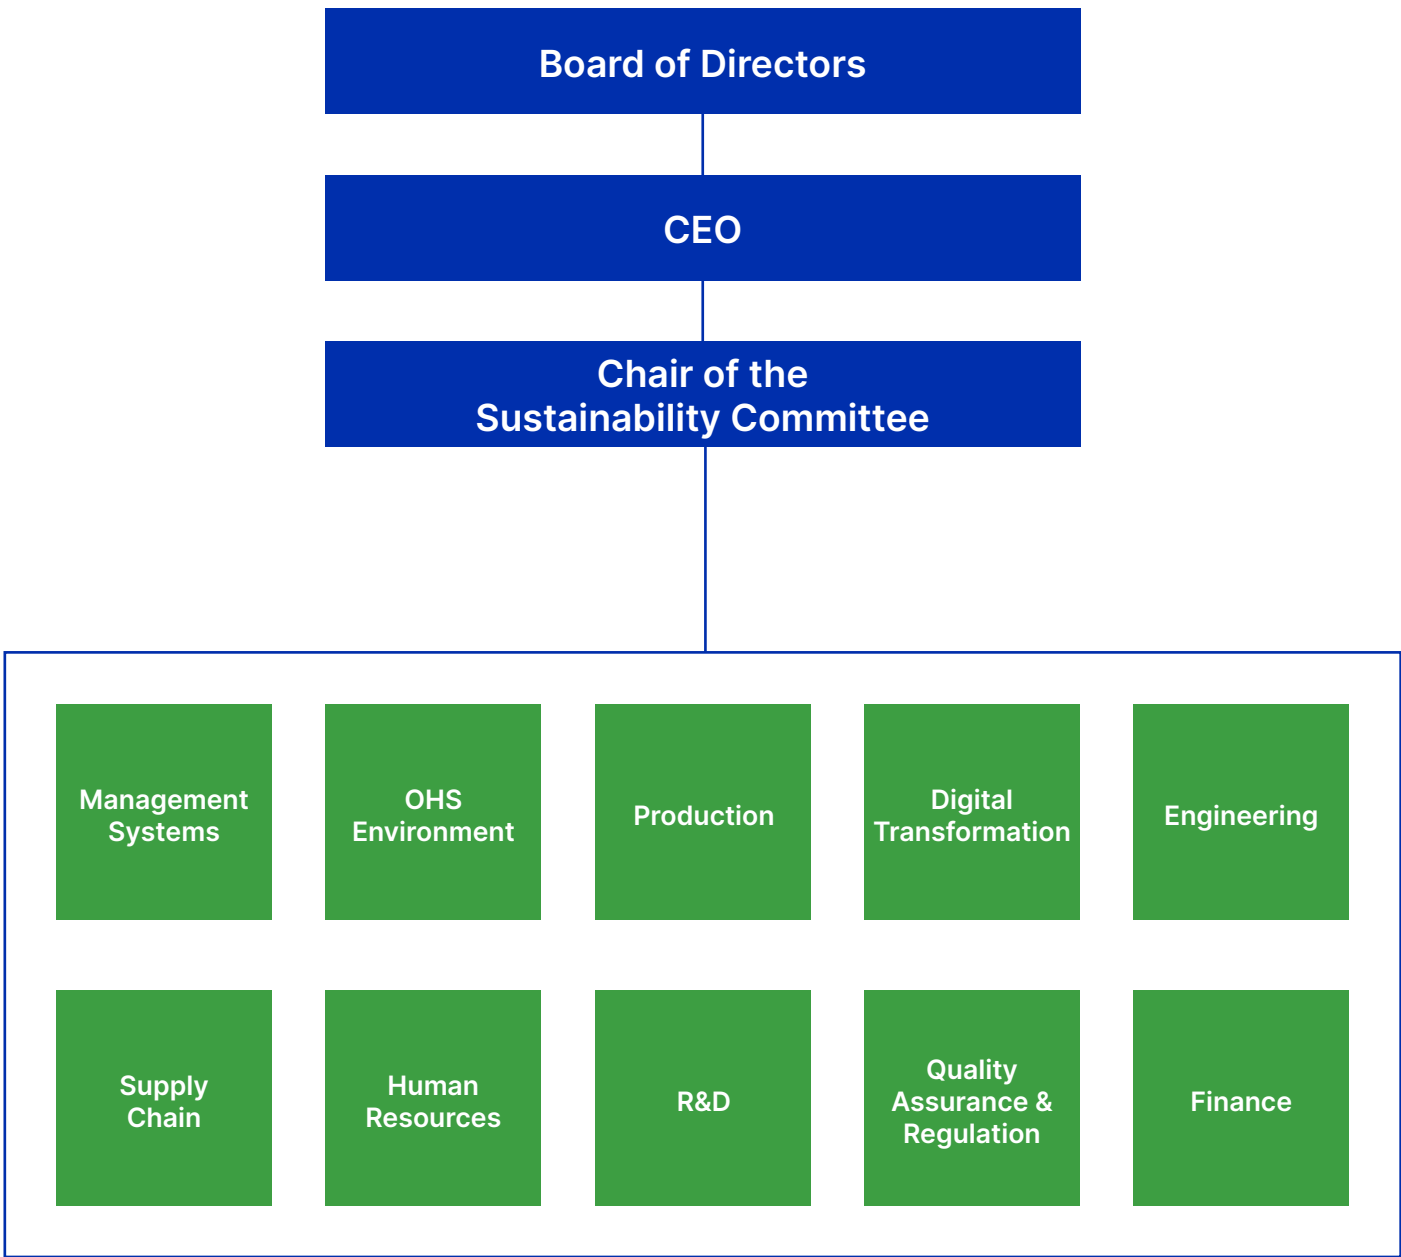 Board of Directors
CEO
Chair of the
Sustainability Committee
Management
Systems
OHS
Environment
Production
Digital
Transformation
Engineering
Supply
Chain
Human
Resources
R&D
Quality
Assurance &
Regulation
Finance